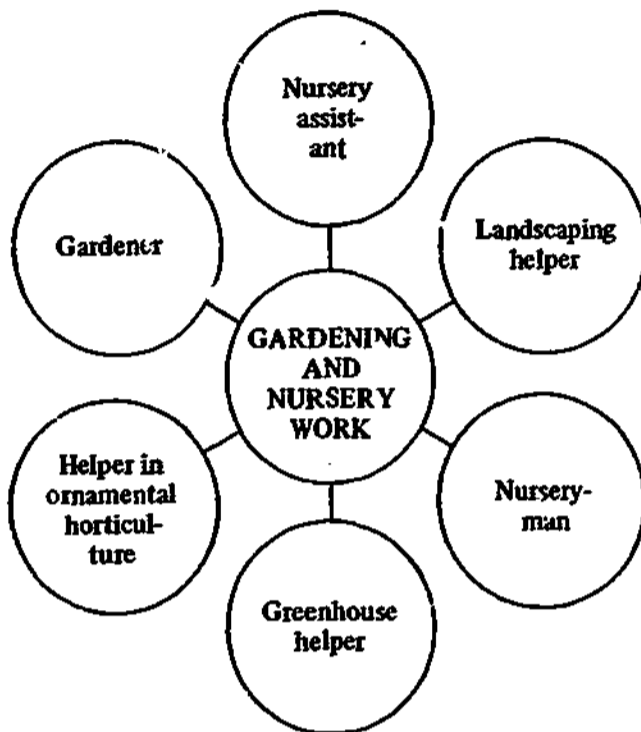 Nursery
assist-
ant
Gardener
Landscaping
helper
GARDENING
AND
NURSERY
WORK
Helper in
ornamental
horticul-
ture
Nursery-
man
Greenhouse
helper